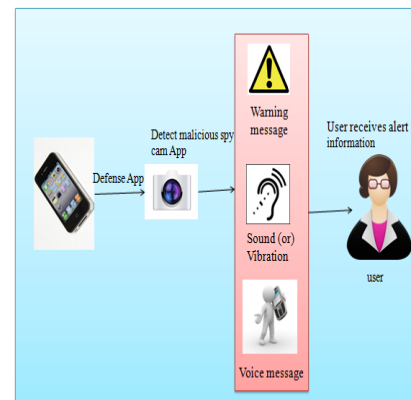 Defense App
Detect malicious spy
cam App
Warning
message
Sound (or)
Vibration
Voice message
User receives alert
information
user